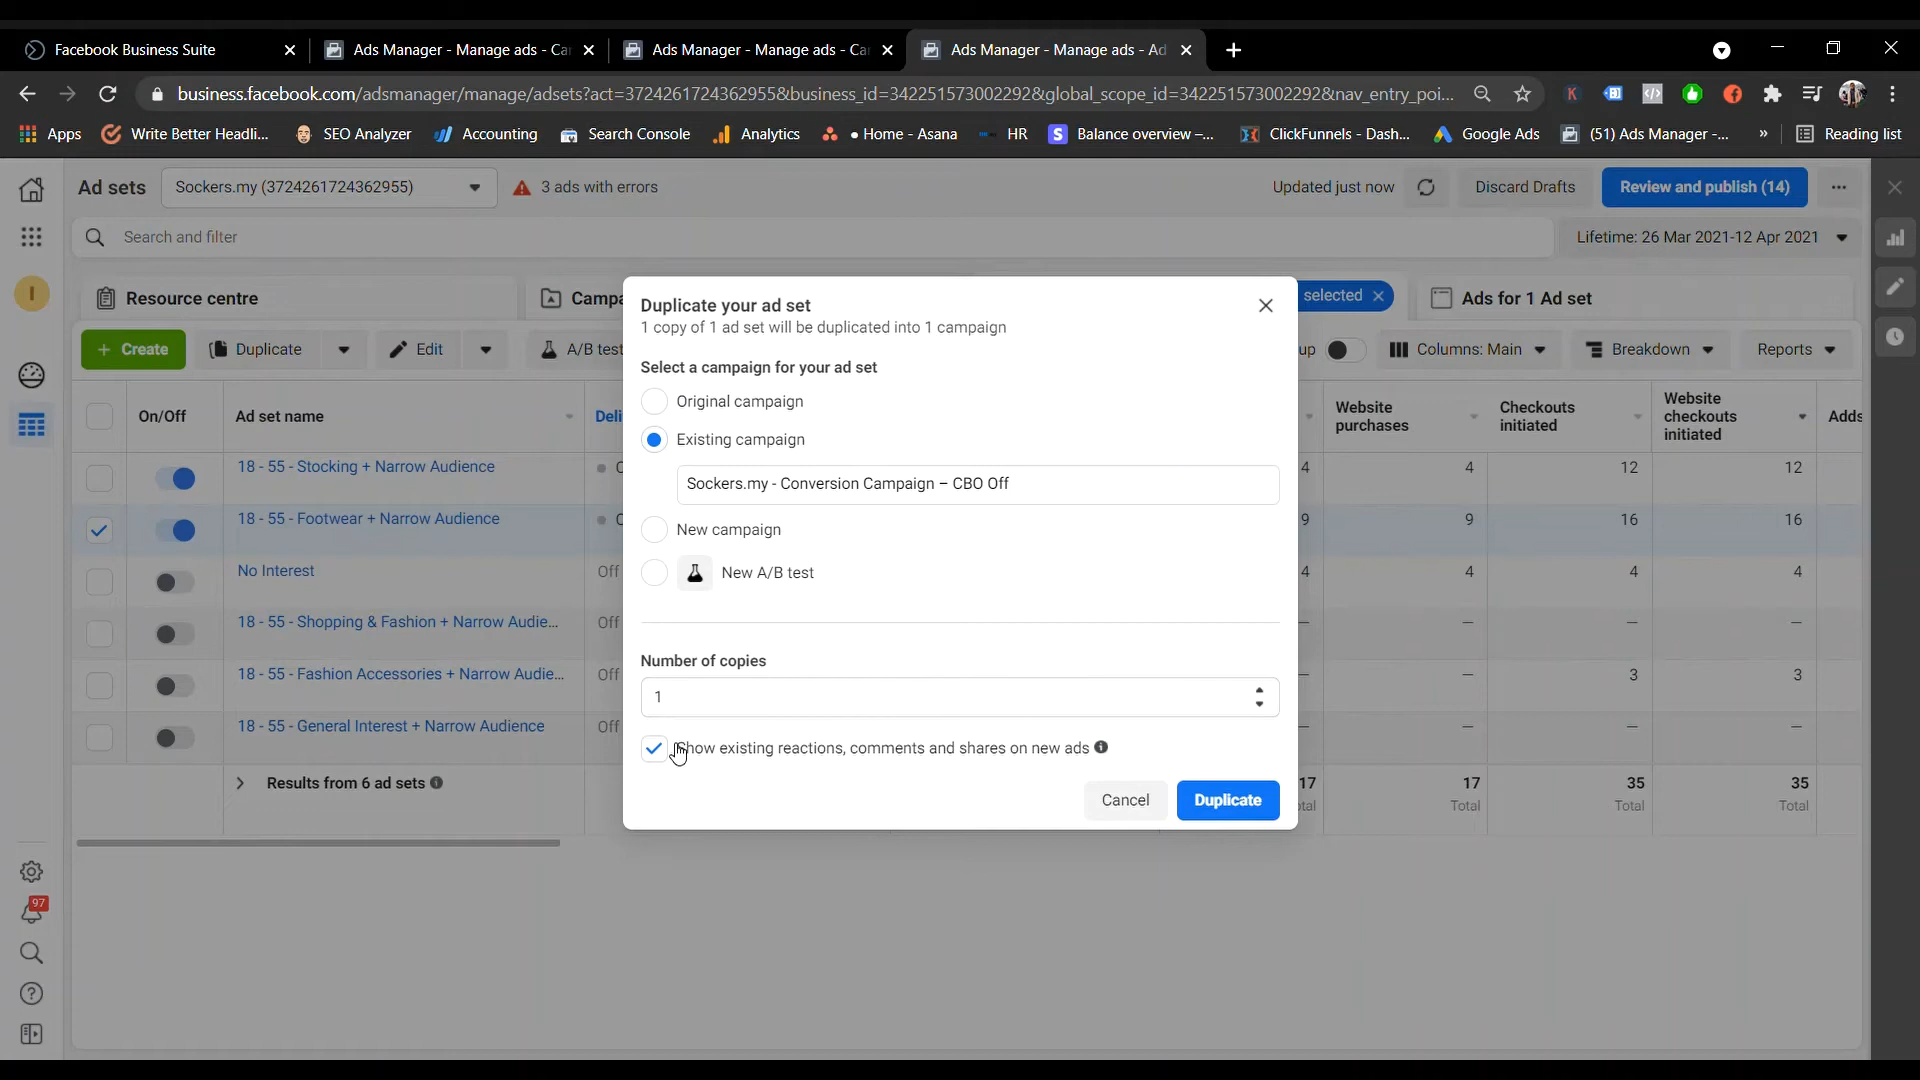 Facebook Business Suite
Ads Manager - Manage ads - Ca
Ads Manager - Manage ads - Ca
Ads Manager - Manage ads - Ad
business.facebook.com/adsmanager/manage/adsets?act=3724261724362955&business_id=342251573002292&global_scope_id=342251573002292&nav_entry_poi...
Apps
Write Better Headli...
SEO Analyzer
Accounting
Search Console
Analytics
• Home - Asana
HR
Balance overview –...
ClickFunnels - Dash...
Google Ads
(51) Ads Manager -...
»
Reading list
Ad sets
Sockers.my (3724261724362955)
3 ads with errors
Updated just now
Discard Drafts
Review and publish (14)
Search and filter
Lifetime: 26 Mar 2021-12 Apr 2021
I
Resource centre
Campa
selected
Ads for 1 Ad set
+ Create
Duplicate
Edit
A/B test
up
Columns: Main
Breakdown
Reports
On/Off
Ad set name
Deli
Website purchases
Checkouts initiated
Website checkouts initiated
Adds
18 - 55 - Stocking + Narrow Audience
4
4
12
12
18 - 55 - Footwear + Narrow Audience
9
9
16
16
No Interest
Off
4
4
4
4
18 - 55 - Shopping & Fashion + Narrow Audie...
Off
–
–
–
–
18 - 55 - Fashion Accessories + Narrow Audie...
Off
–
–
3
3
18 - 55 - General Interest + Narrow Audience
Off
–
–
–
–
Results from 6 ad sets
17
17
35
35
Total
Total
Total
97
Duplicate your ad set
1 copy of 1 ad set will be duplicated into 1 campaign
Select a campaign for your ad set
Original campaign
Existing campaign
Sockers.my - Conversion Campaign – CBO Off
New campaign
New A/B test
Number of copies
1
Show existing reactions, comments and shares on new ads
Cancel
Duplicate